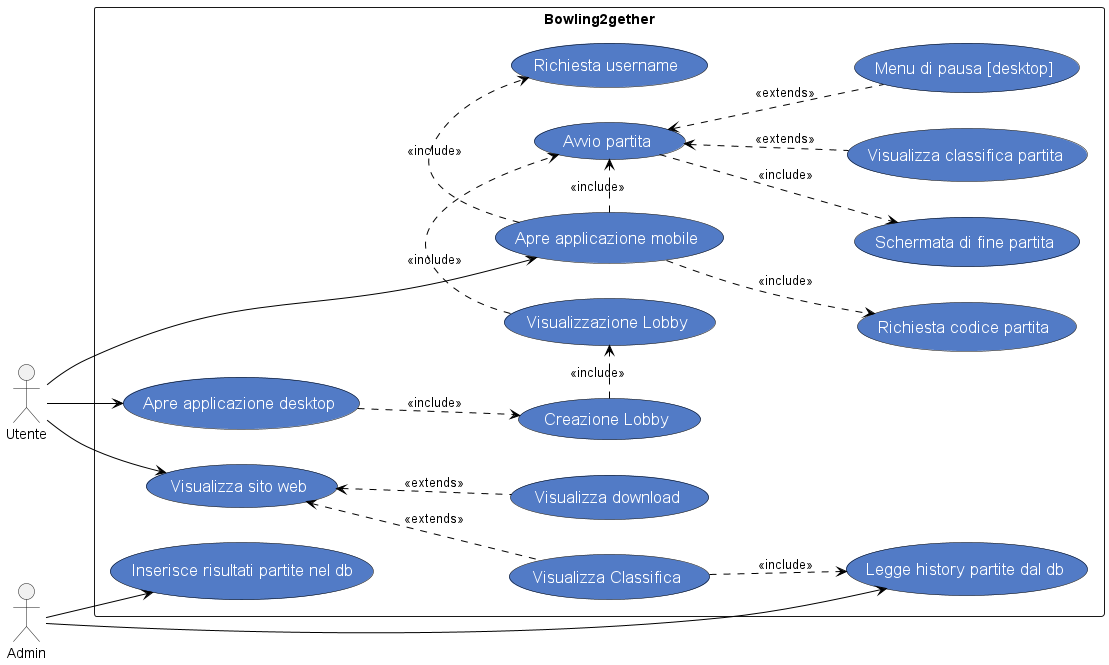 Bowling2gether
Richiesta username
Menu di pausa [desktop]
«extends»
Avvio partita
«extends»
Visualizza classifica partita
«include»
«include»
«include»
Apre applicazione mobile
Schermata di fine partita
«include»
«include»
Visualizzazione Lobby
Richiesta codice partita
«include»
Utente
Apre applicazione desktop
«include»
Creazione Lobby
Visualizza sito web
«extends»
Visualizza download
«extends»
Inserisce risultati partite nel db
Visualizza Classifica
«include»
Legge history partite dal db
Admin